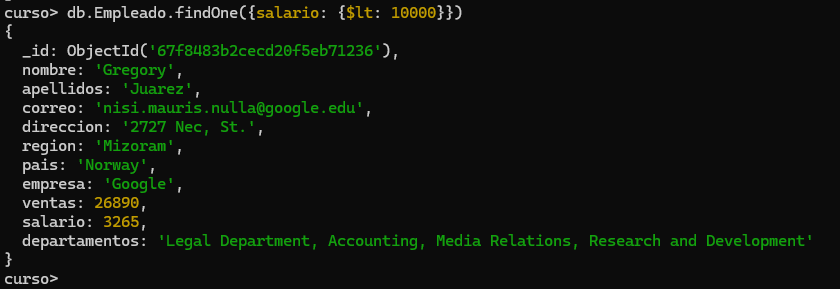 curso> db.Empleado.findOne({salario: {$lt: 10000}})
{
  _id: ObjectId('67f8483b2cecd20f5eb71236'),
  nombre: 'Gregory',
  apellidos: 'Juarez',
  correo: 'nisi.mauris.nulla@google.edu',
  direccion: '2727 Nec, St.',
  region: 'Mizoram',
  pais: 'Norway',
  empresa: 'Google',
  ventas: 26890,
  salario: 3265,
  departamentos: 'Legal Department, Accounting, Media Relations, Research and Development'
}
curso>